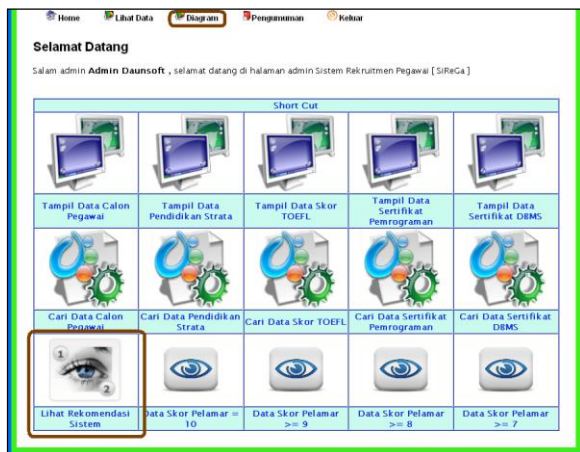 Home Lihat Data Diagram Pengumuman Keluar
Selamat Datang
Salam admin Admin Daunsoft , selamat datang di halaman admin Sistem Rekruitmen Pegawai [ SiReGa ]
Short Cut
Tampil Data Calon Pegawai
Tampil Data Pendidikan Strata
Tampil Data Skor TOEFL
Tampil Data Sertifikat Pemrograman
Tampil Data Sertifikat DBMS
Cari Data Calon Pegawai
Cari Data Pendidikan Strata
Cari Data Skor TOEFL
Cari Data Sertifikat Pemrograman
Cari Data Sertifikat DBMS
1
2
Lihat Rekomendasi Sistem
Data Skor Pelamar = 10
Data Skor Pelamar >= 9
Data Skor Pelamar >= 8
Data Skor Pelamar >= 7